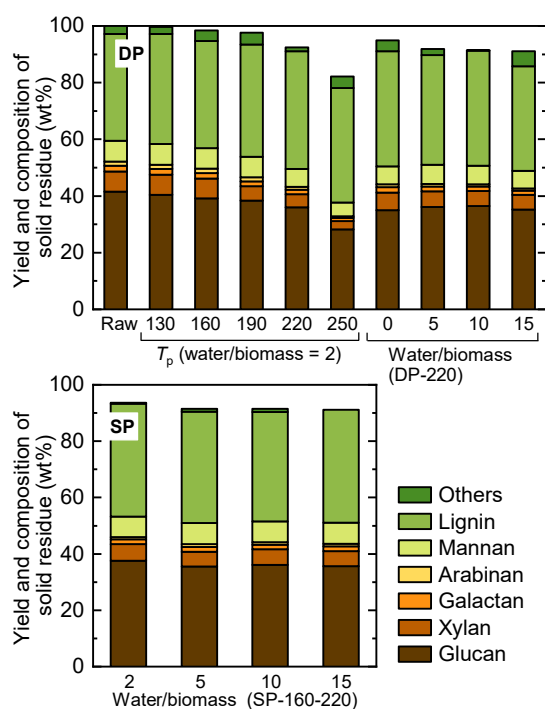 Yield and composition of
solid residue (wt%)
100
80
60
40
20
0
DP
Raw 130 160 190 220 250 0 5 10 15
Tp (water/biomass = 2)
Water/biomass
(DP-220)
Yield and composition of
solid residue (wt%)
100
80
60
40
20
0
SP
2 5 10 15
Water/biomass (SP-160-220)
Others
Lignin
Mannan
Arabinan
Galactan
Xylan
Glucan